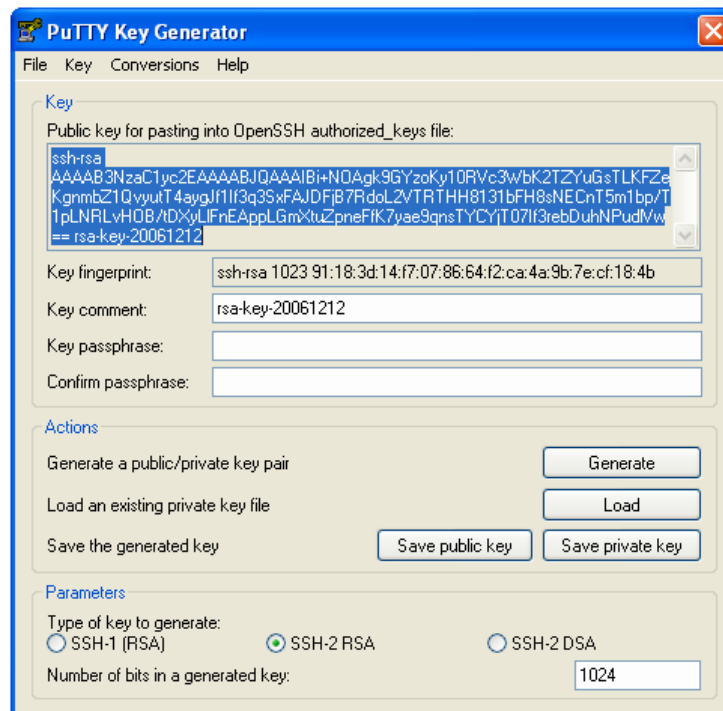 PuTTY Key Generator
File Key Conversions Help
Key
Public key for pasting into OpenSSH authorized_keys file:
ssh-rsa
AAAAB3NzaC1yc2EAAAABJQAAAIBi+NOAgk9GYzoKy10RVc3WbK2TZYuGsTLKFZe
KgnmbZ1QvyutT4aygJf1If3q3SxFAJDFjB7RdoL2VTRTHH8131bFH8sNECnT5m1bp/T
1pLNRLvHOB/tDXyLIFnEAppLGmXtuZpneFfK7yae9qnsTYCYjT07If3rebDuhNPudIVw
== rsa-key-20061212
Key fingerprint: ssh-rsa 1023 91:18:3d:14:f7:07:86:64:f2:ca:4a:9b:7e:cf:18:4b
Key comment: rsa-key-20061212
Key passphrase:
Confirm passphrase:
Actions
Generate a public/private key pair Generate
Load an existing private key file Load
Save the generated key Save public key Save private key
Parameters
Type of key to generate:
SSH-1 (RSA) SSH-2 RSA SSH-2 DSA
Number of bits in a generated key: 1024